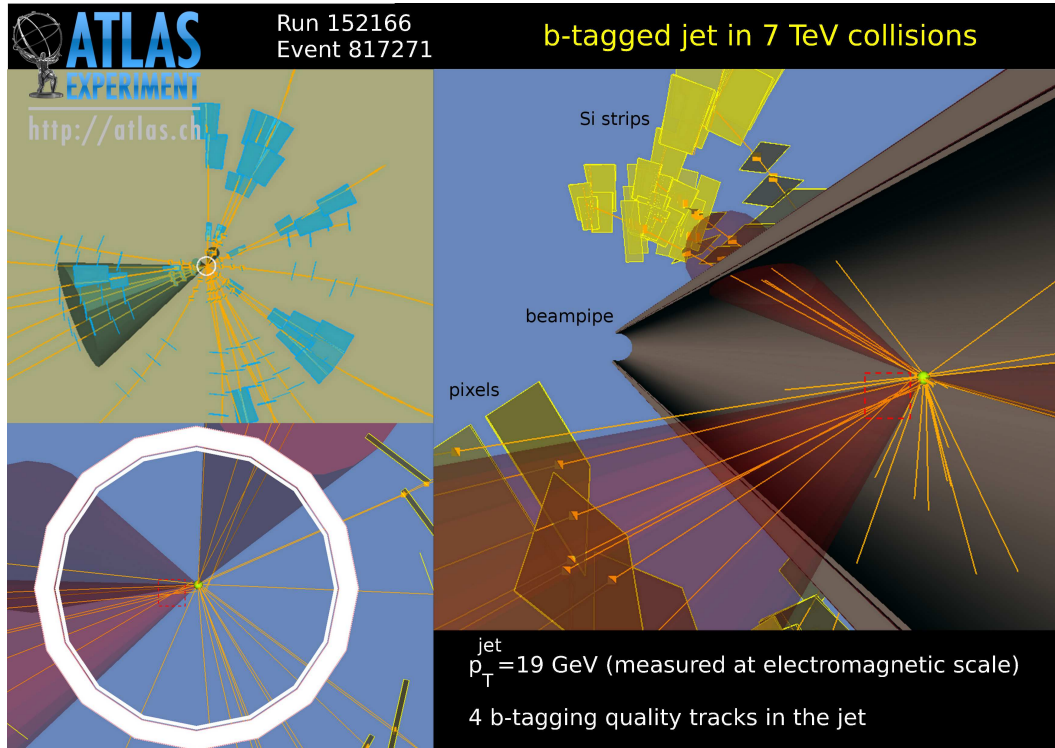 ATLAS
EXPERIMENT
http://atlas.ch
Run 152166
Event 817271
b-tagged jet in 7 TeV collisions
Si strips
beampipe
pixels
p_T^jet=19 GeV (measured at electromagnetic scale)
4 b-tagging quality tracks in the jet